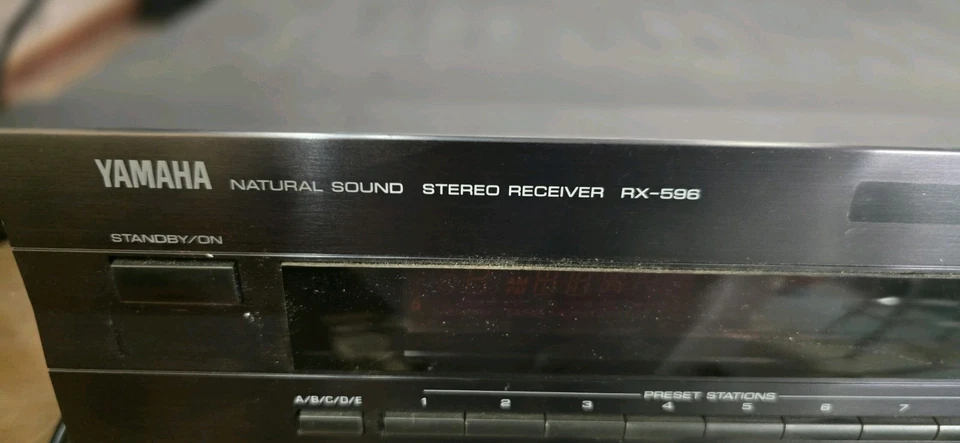 YAMAHA NATURAL SOUND STEREO RECEIVER RX-596
STANDBY/ON
PRESET STATIONS
A/B/C/D/E 1 2 3 4 5 6 7